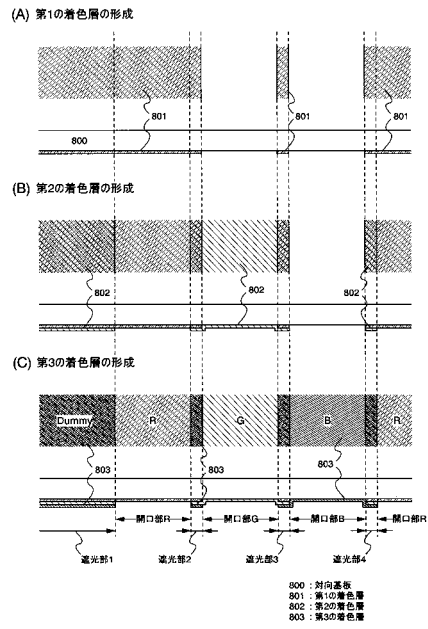 (A) 第1の着色層の形成
801
801
801
800
(B) 第2の着色層の形成
802
802
802
(C) 第3の着色層の形成
Dummy R G B R
803
803
803
開口部R 開口部G 開口部B 開口部R
遮光部1 遮光部2 遮光部3 遮光部4
800 : 対向基板
801 : 第1の着色層
802 : 第2の着色層
803 : 第3の着色層